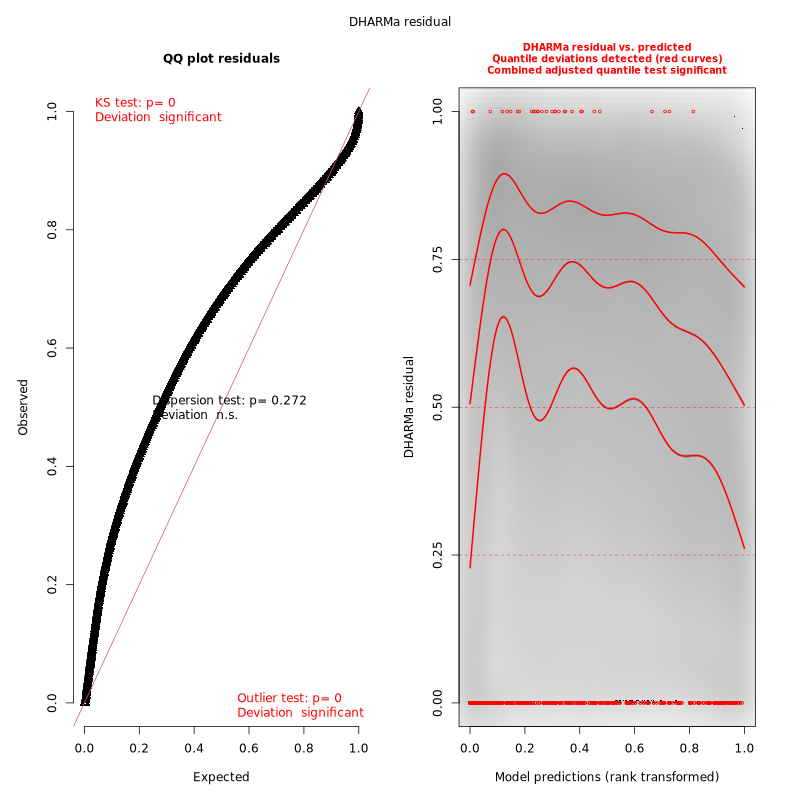 DHARMa residual
QQ plot residuals
KS test: p= 0
Deviation significant
Dispersion test: p= 0.272
Deviation n.s.
Outlier test: p= 0
Deviation significant
Observed
0.0 0.2 0.4 0.6 0.8 1.0
0.0 0.2 0.4 0.6 0.8 1.0
Expected
DHARMa residual vs. predicted
Quantile deviations detected (red curves)
Combined adjusted quantile test significant
DHARMa residual
0.00 0.25 0.50 0.75 1.00
0.0 0.2 0.4 0.6 0.8 1.0
Model predictions (rank transformed)